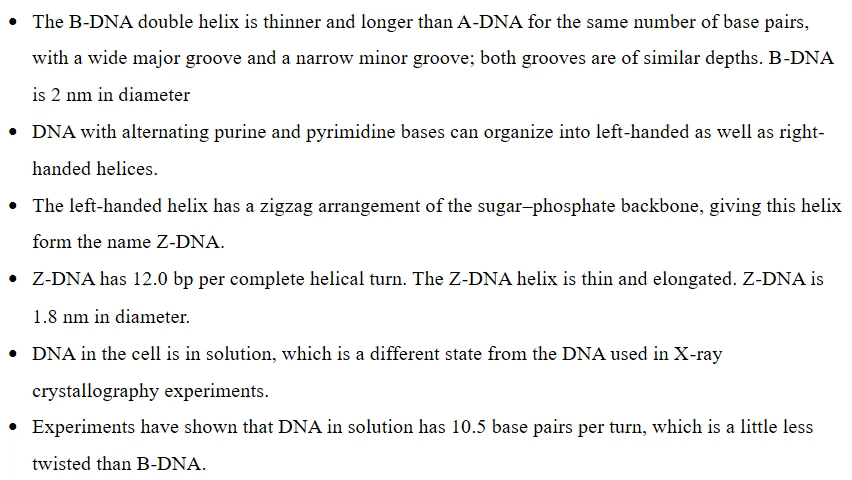 • The B-DNA double helix is thinner and longer than A-DNA for the same number of base pairs,
with a wide major groove and a narrow minor groove; both grooves are of similar depths. B-DNA
is 2 nm in diameter
• DNA with alternating purine and pyrimidine bases can organize into left-handed as well as right-
handed helices.
• The left-handed helix has a zigzag arrangement of the sugar–phosphate backbone, giving this helix
form the name Z-DNA.
• Z-DNA has 12.0 bp per complete helical turn. The Z-DNA helix is thin and elongated. Z-DNA is
1.8 nm in diameter.
• DNA in the cell is in solution, which is a different state from the DNA used in X-ray
crystallography experiments.
• Experiments have shown that DNA in solution has 10.5 base pairs per turn, which is a little less
twisted than B-DNA.